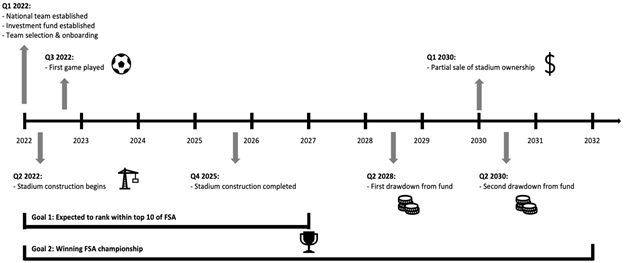 Q1 2022:
- National team established
- Investment fund established
- Team selection & onboarding
Q3 2022:
- First game played
Q1 2030:
- Partial sale of stadium ownership
$
2022 2023 2024 2025 2026 2027 2028 2029 2030 2031 2032
Q2 2022:
- Stadium construction begins
Q4 2025:
- Stadium construction completed
Q2 2028:
- First drawdown from fund
Q2 2030:
- Second drawdown from fund
Goal 1: Expected to rank within top 10 of FSA
Goal 2: Winning FSA championship